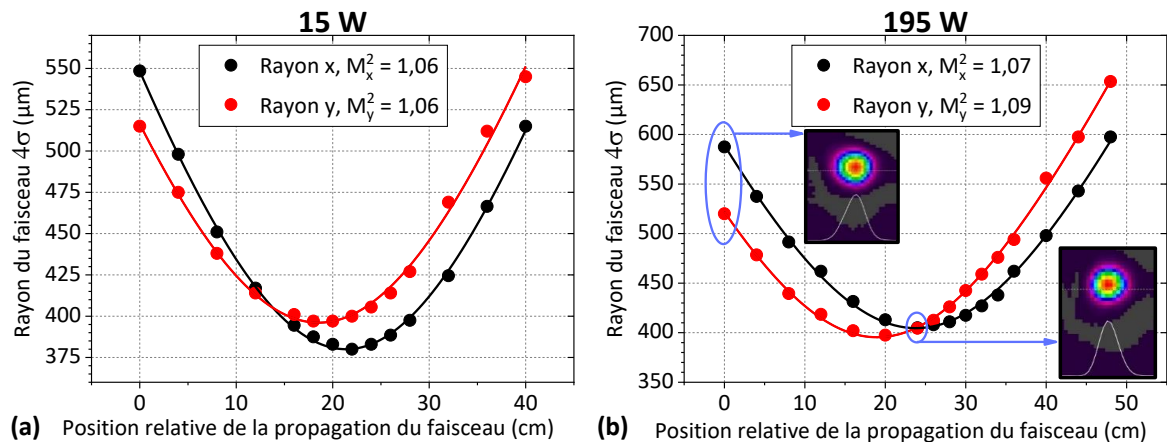 15 W
550
525
500
475
450
425
400
375
Rayon du faisceau 4σ (µm)
Rayon x, M²x = 1,06
Rayon y, M²y = 1,06
0
10
20
30
40
(a) Position relative de la propagation du faisceau (cm)
195 W
700
650
600
550
500
450
400
350
Rayon du faisceau 4σ (µm)
Rayon x, M²x = 1,07
Rayon y, M²y = 1,09
0
10
20
30
40
50
(b) Position relative de la propagation du faisceau (cm)